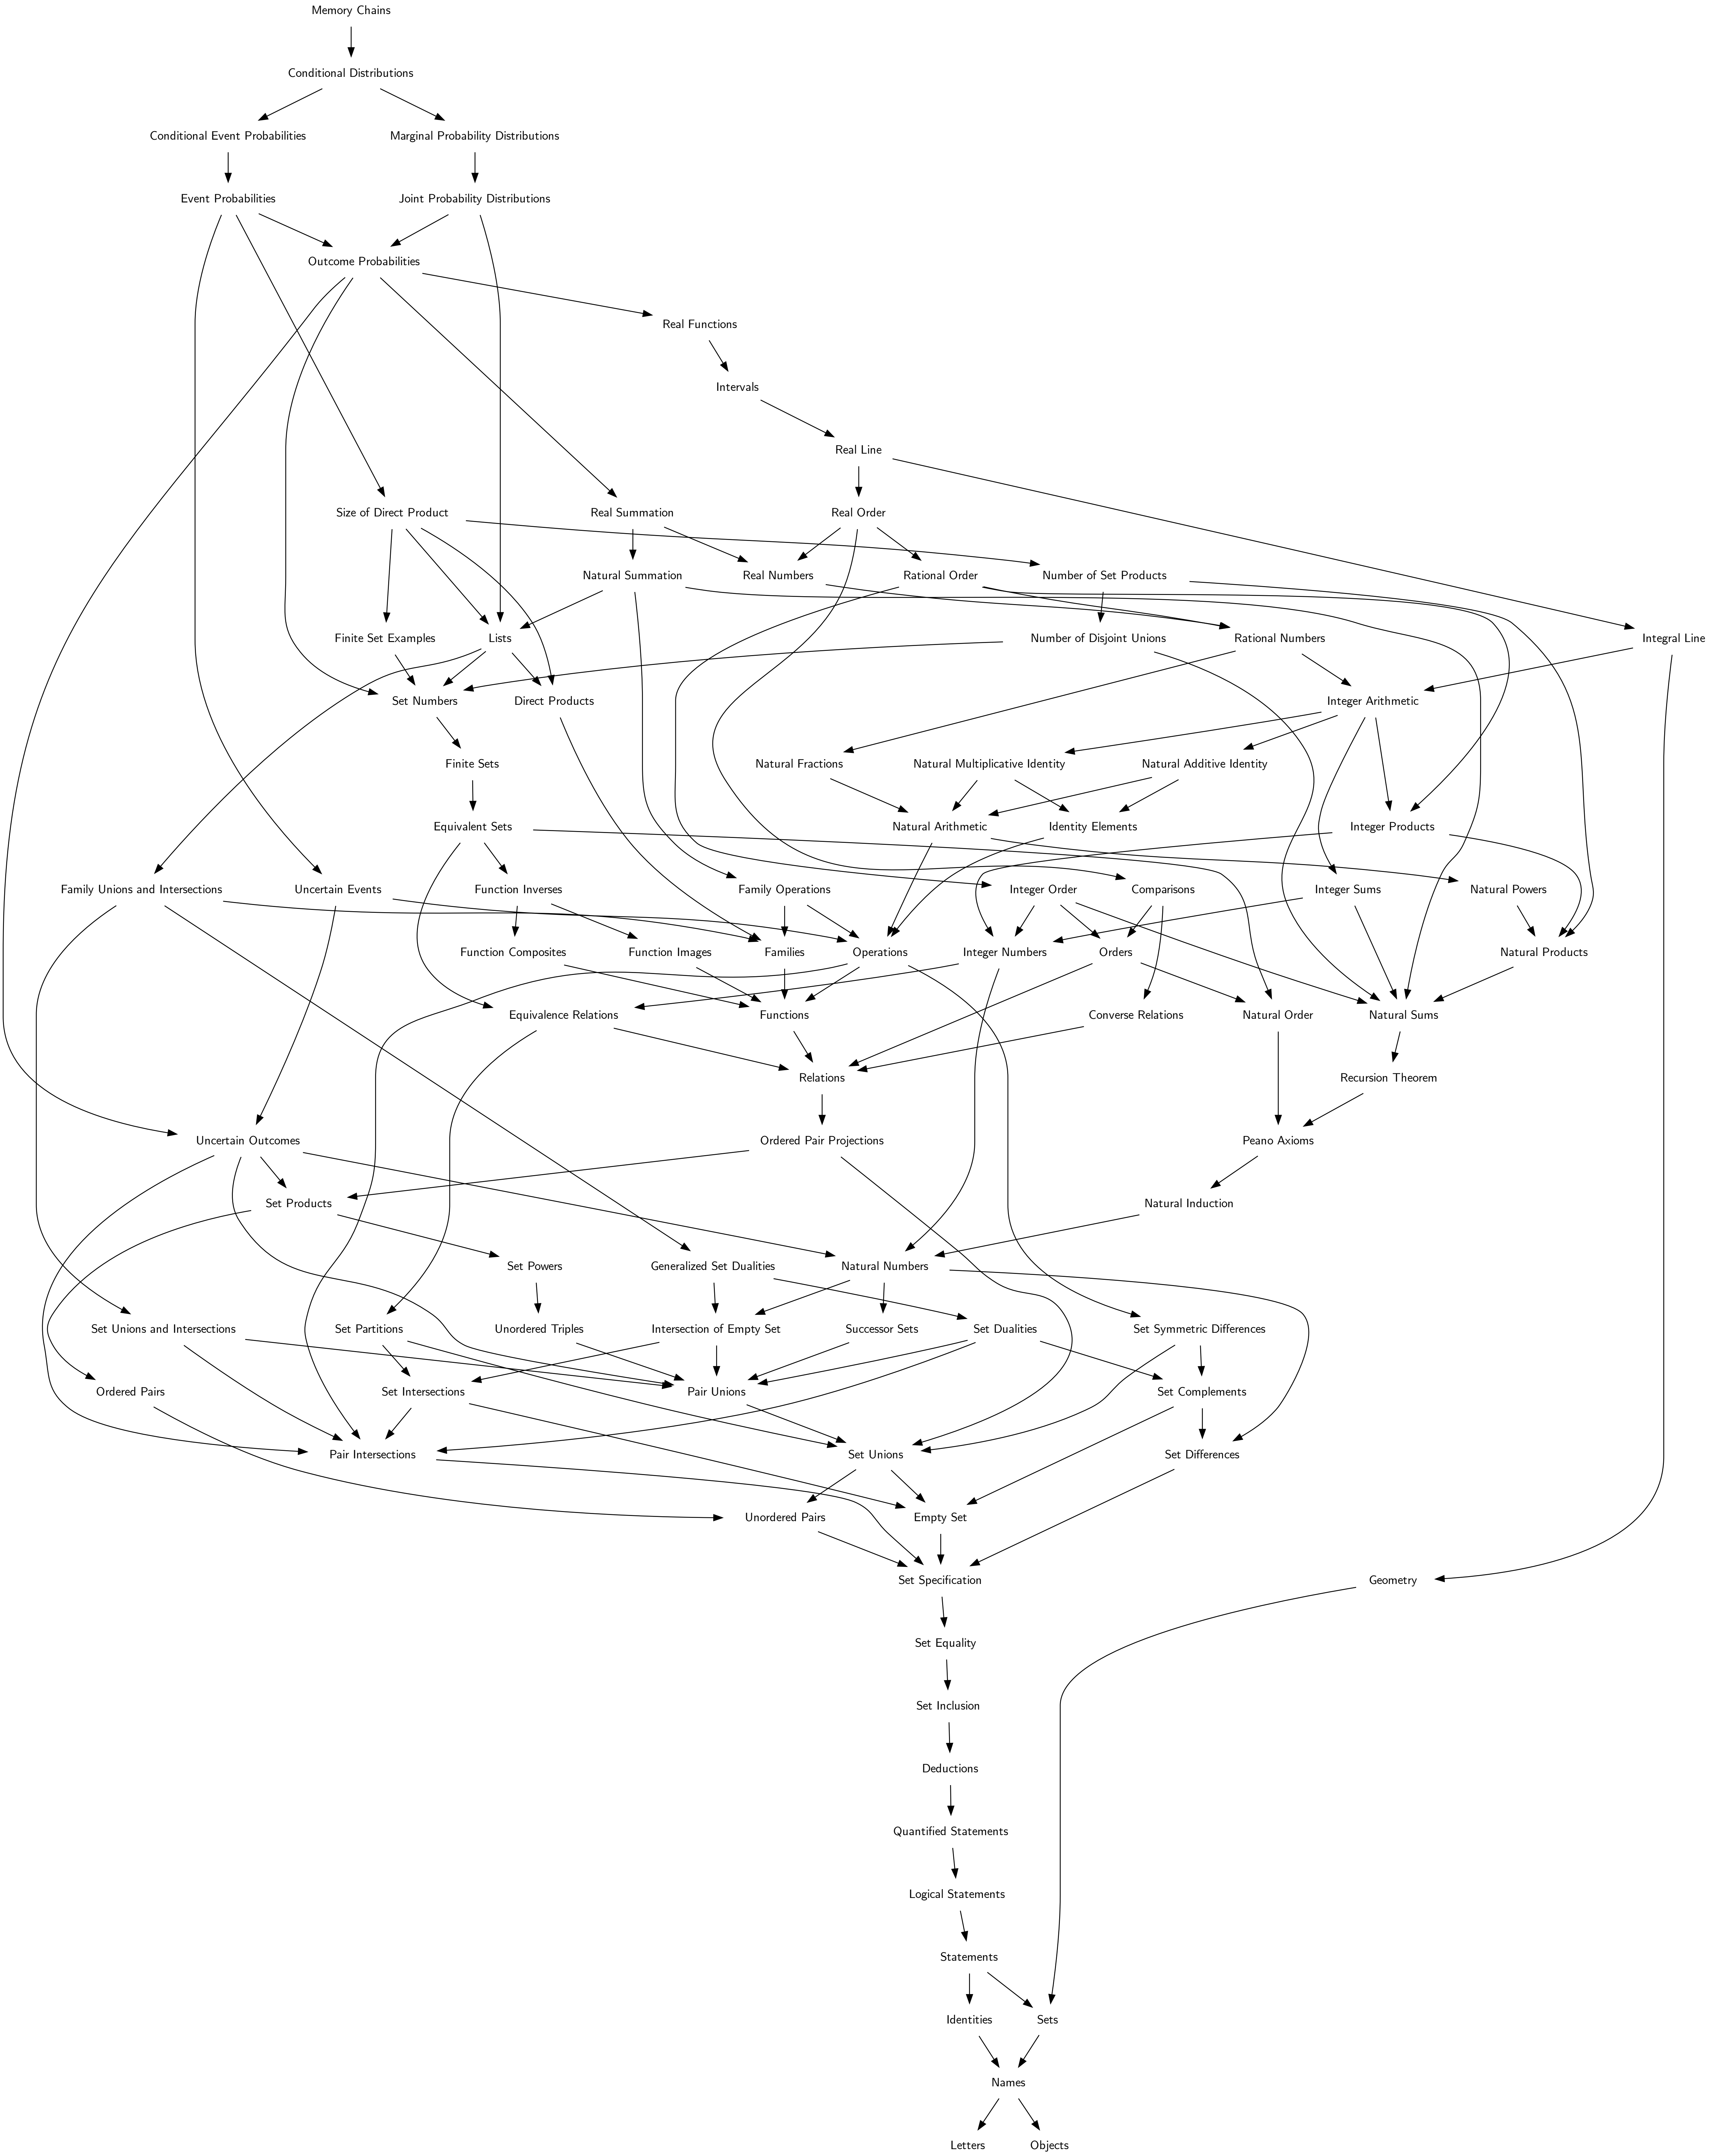 Memory Chains
Conditional Distributions
Conditional Event Probabilities
Marginal Probability Distributions
Event Probabilities
Joint Probability Distributions
Outcome Probabilities
Real Functions
Intervals
Real Line
Size of Direct Product
Real Summation
Real Order
Natural Summation
Real Numbers
Rational Order
Number of Set Products
Finite Set Examples
Lists
Number of Disjoint Unions
Rational Numbers
Integral Line
Set Numbers
Direct Products
Integer Arithmetic
Finite Sets
Natural Fractions
Natural Multiplicative Identity
Natural Additive Identity
Equivalent Sets
Natural Arithmetic
Identity Elements
Integer Products
Family Unions and Intersections
Uncertain Events
Function Inverses
Family Operations
Integer Order
Comparisons
Integer Sums
Natural Powers
Function Composites
Function Images
Families
Operations
Integer Numbers
Orders
Natural Products
Equivalence Relations
Functions
Converse Relations
Natural Order
Natural Sums
Relations
Recursion Theorem
Uncertain Outcomes
Ordered Pair Projections
Peano Axioms
Set Products
Natural Induction
Set Powers
Generalized Set Dualities
Natural Numbers
Set Unions and Intersections
Set Partitions
Unordered Triples
Intersection of Empty Set
Successor Sets
Set Dualities
Set Symmetric Differences
Ordered Pairs
Set Intersections
Pair Unions
Set Complements
Pair Intersections
Set Unions
Set Differences
Unordered Pairs
Empty Set
Set Specification
Geometry
Set Equality
Set Inclusion
Deductions
Quantified Statements
Logical Statements
Statements
Identities
Sets
Names
Letters
Objects